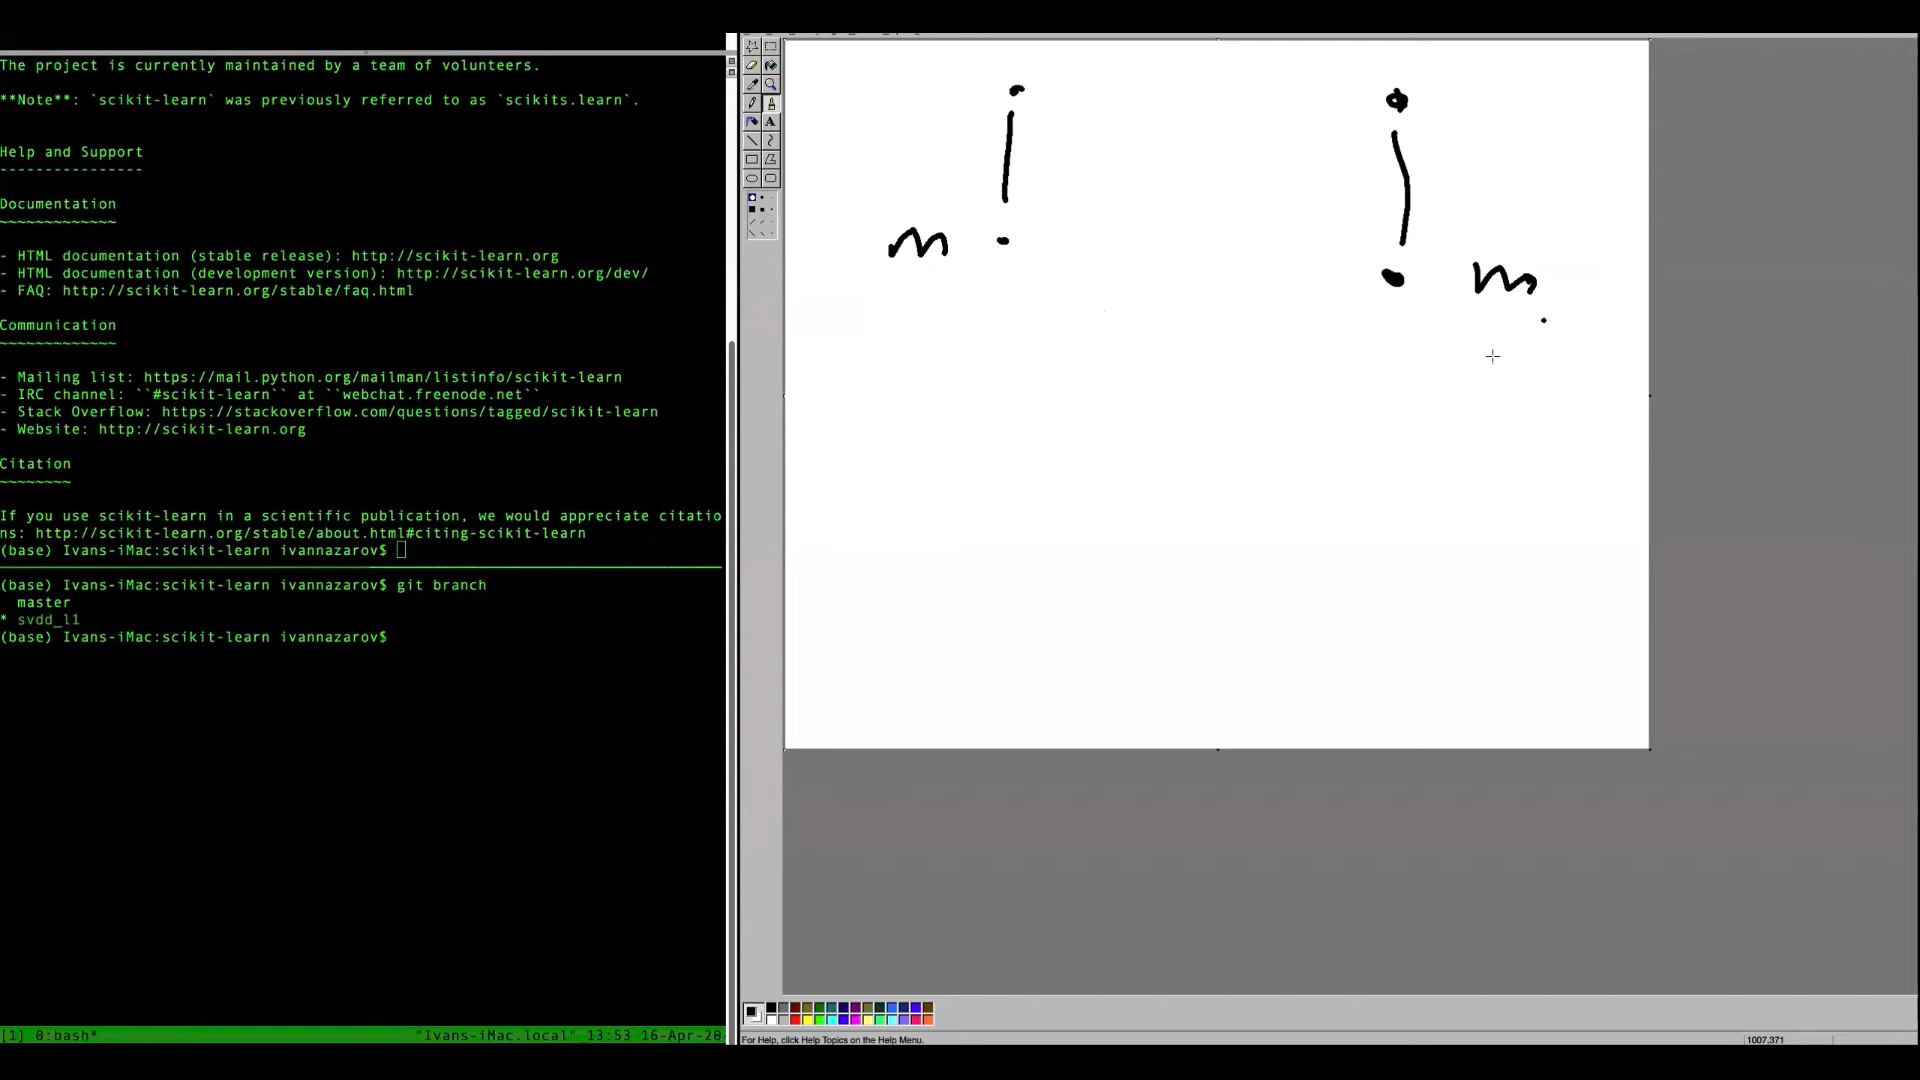 The project is currently maintained by a team of volunteers.
**Note**: `scikit-learn` was previously referred to as `scikits.learn`.
Help and Support
----------------
Documentation
~~~~~~~~~~~~~
- HTML documentation (stable release): http://scikit-learn.org
- HTML documentation (development version): http://scikit-learn.org/dev/
- FAQ: http://scikit-learn.org/stable/faq.html
Communication
~~~~~~~~~~~~~
- Mailing list: https://mail.python.org/mailman/listinfo/scikit-learn
- IRC channel: ``#scikit-learn`` at ``webchat.freenode.net``
- Stack Overflow: https://stackoverflow.com/questions/tagged/scikit-learn
- Website: http://scikit-learn.org
Citation
~~~~~~~~
If you use scikit-learn in a scientific publication, we would appreciate citatio
ns: http://scikit-learn.org/stable/about.html#citing-scikit-learn
(base) Ivans-iMac:scikit-learn ivannazarov$
(base) Ivans-iMac:scikit-learn ivannazarov$ git branch
master
* svdd_l1
(base) Ivans-iMac:scikit-learn ivannazarov$
[1] 0:bash* "Ivans-iMac.local" 13:53 16-Apr-20
A
m
m
For Help, click Help Topics on the Help Menu.
1007,371